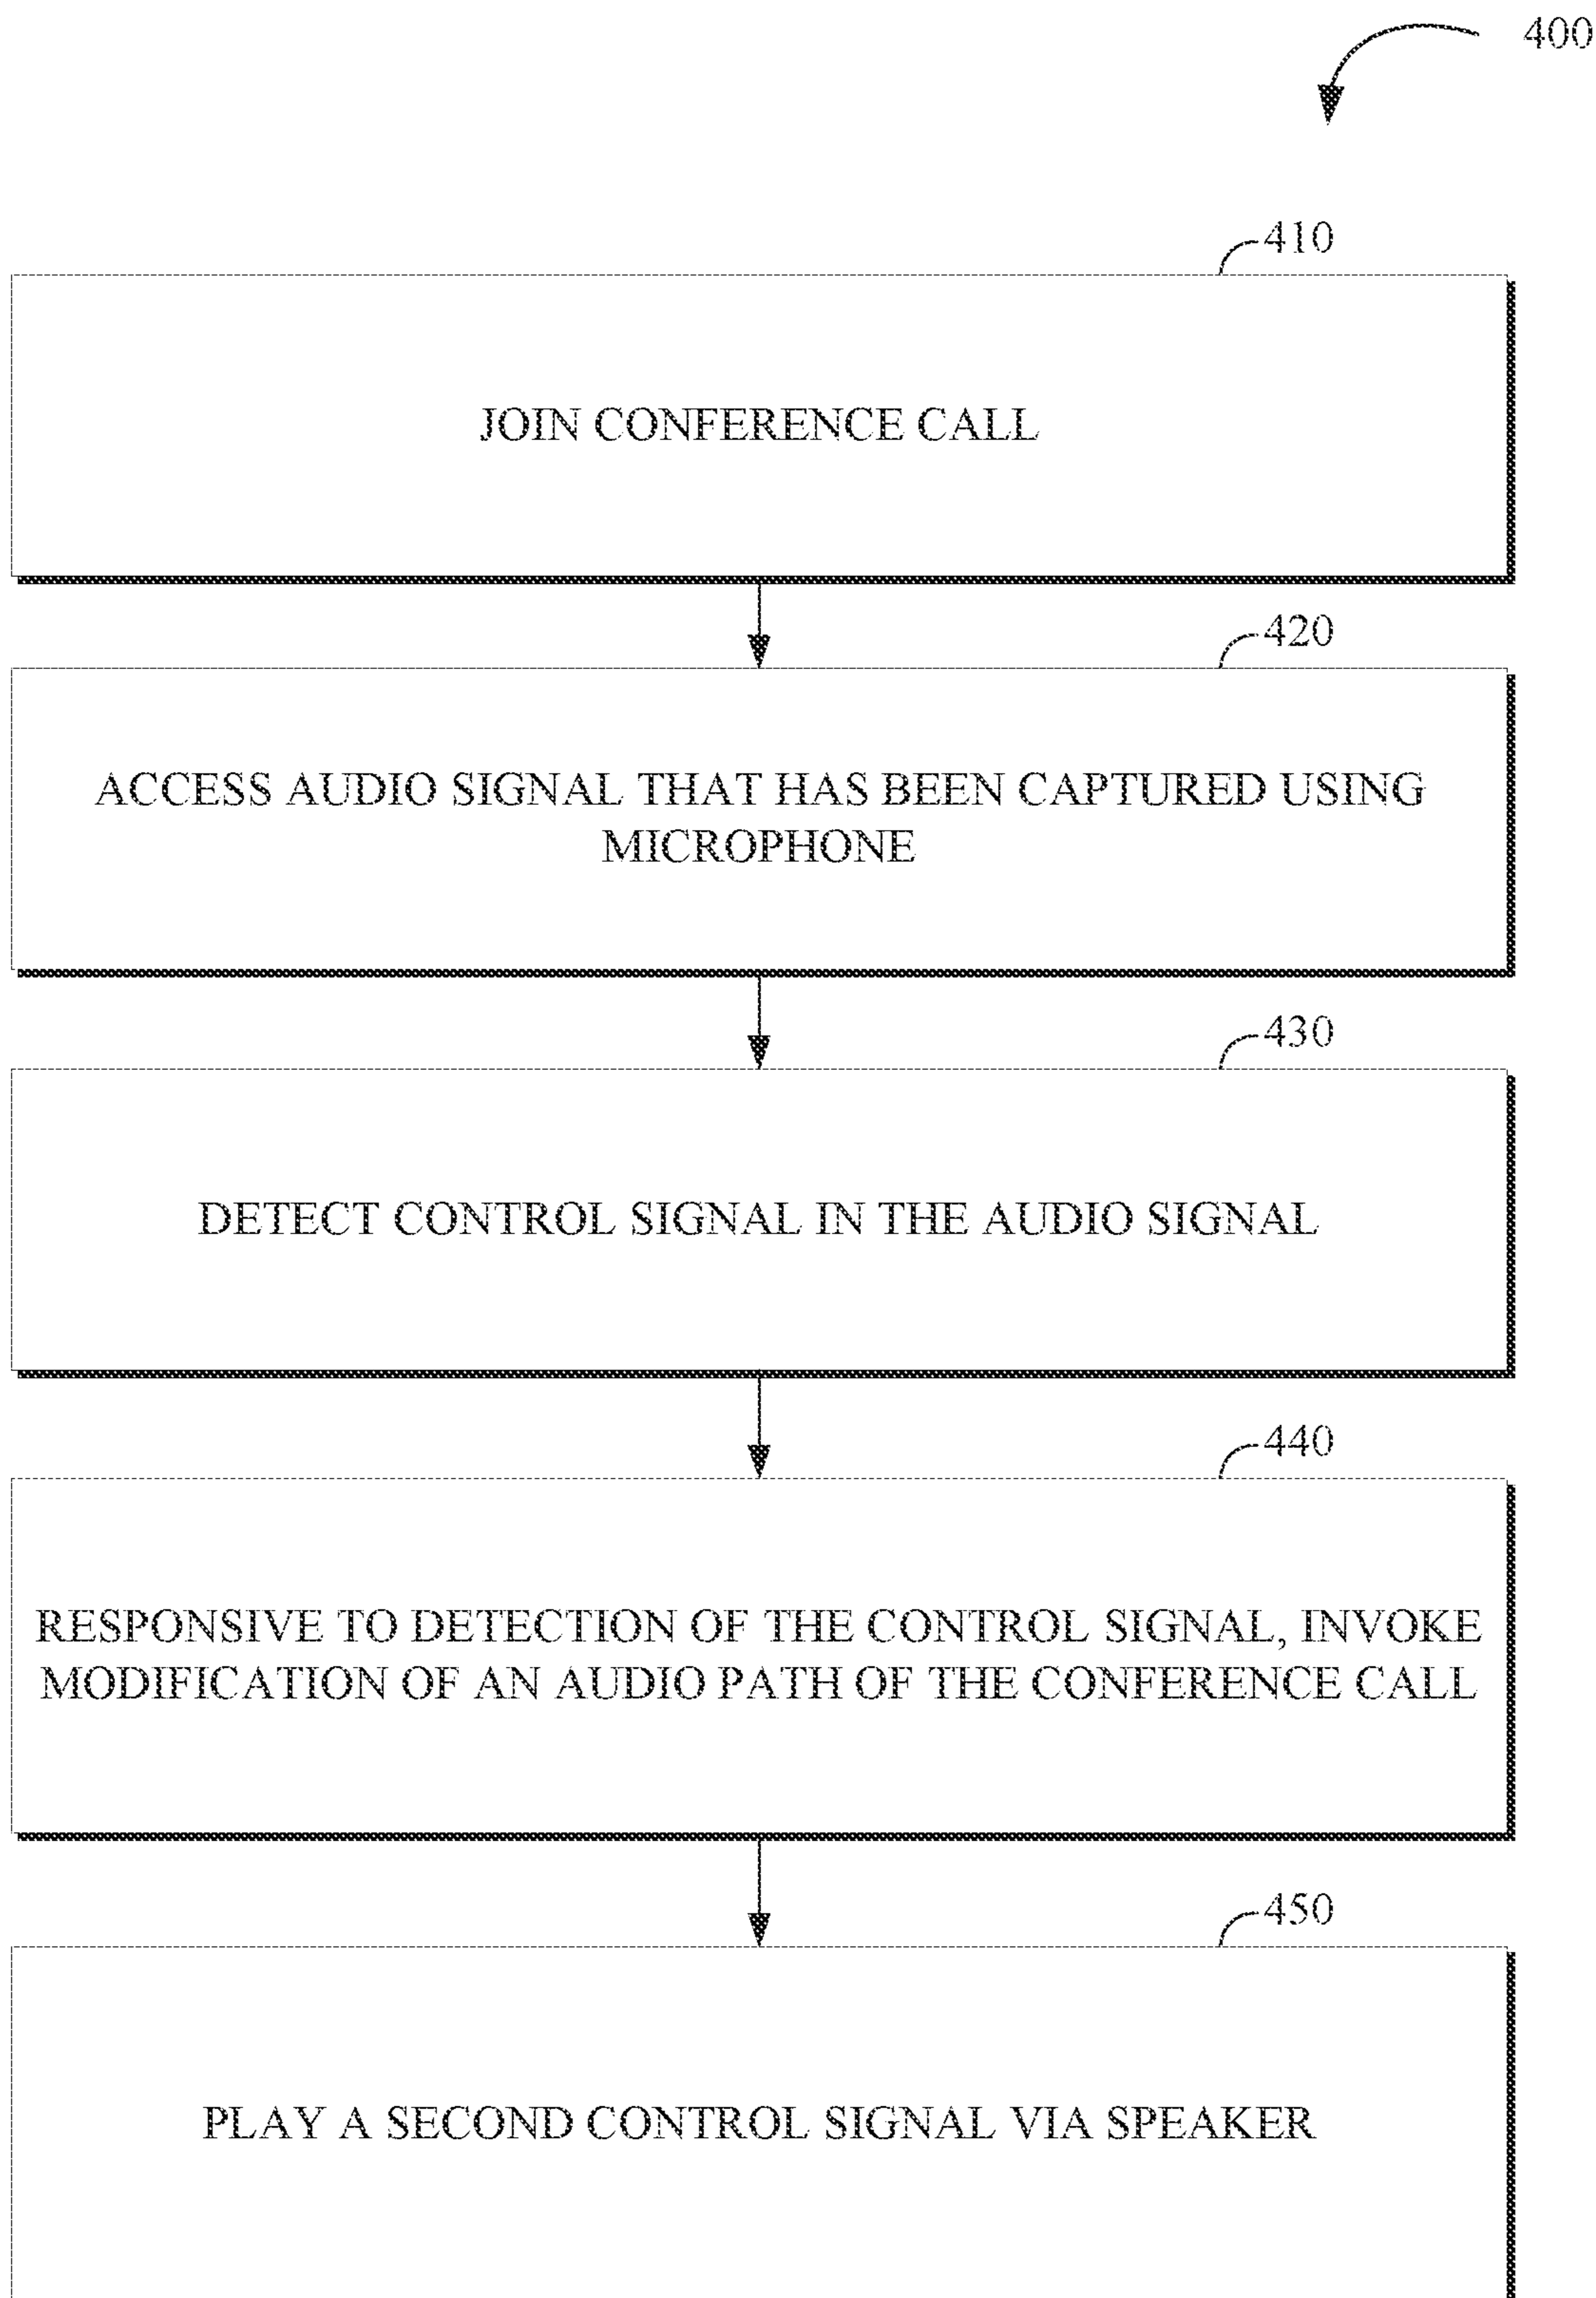 400
410
JOIN CONFERENCE CALL
420
ACCESS AUDIO SIGNAL THAT HAS BEEN CAPTURED USING
MICROPHONE
430
DETECT CONTROL SIGNAL IN THE AUDIO SIGNAL
440
RESPONSIVE TO DETECTION OF THE CONTROL SIGNAL, INVOKE
MODIFICATION OF AN AUDIO PATH OF THE CONFERENCE CALL
450
PLAY A SECOND CONTROL SIGNAL VIA SPEAKER